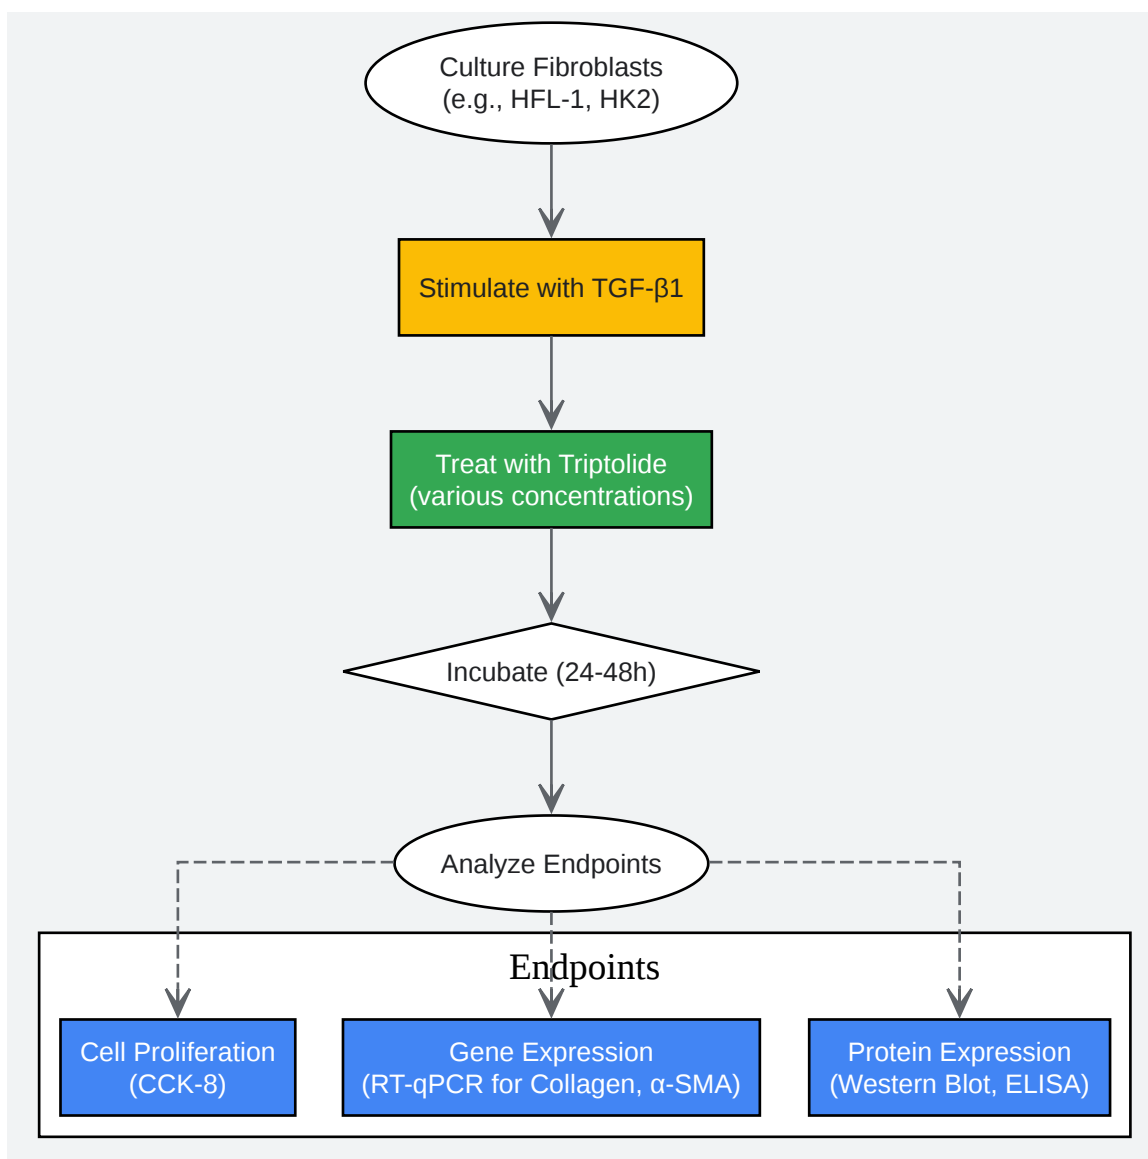 Culture Fibroblasts
(e.g., HFL-1, HK2)
Stimulate with TGF-β1
Treat with Triptolide
(various concentrations)
Incubate (24-48h)
Analyze Endpoints
Endpoints
Cell Proliferation
(CCK-8)
Gene Expression
(RT-qPCR for Collagen, α-SMA)
Protein Expression
(Western Blot, ELISA)